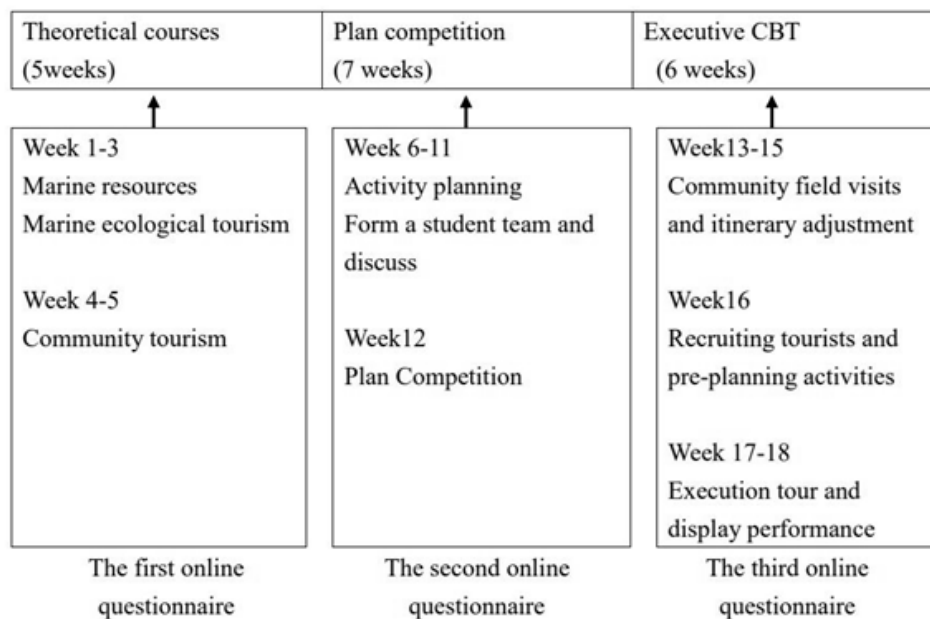 Theoretical courses
(5weeks)
Plan competition
(7 weeks)
Executive CBT
(6 weeks)
Week 1-3
Marine resources
Marine ecological tourism
Week 4-5
Community tourism
Week 6-11
Activity planning
Form a student team and
discuss
Week12
Plan Competition
Week13-15
Community field visits
and itinerary adjustment
Week16
Recruiting tourists and
pre-planning activities
Week 17-18
Execution tour and
display performance
The first online
questionnaire
The second online
questionnaire
The third online
questionnaire